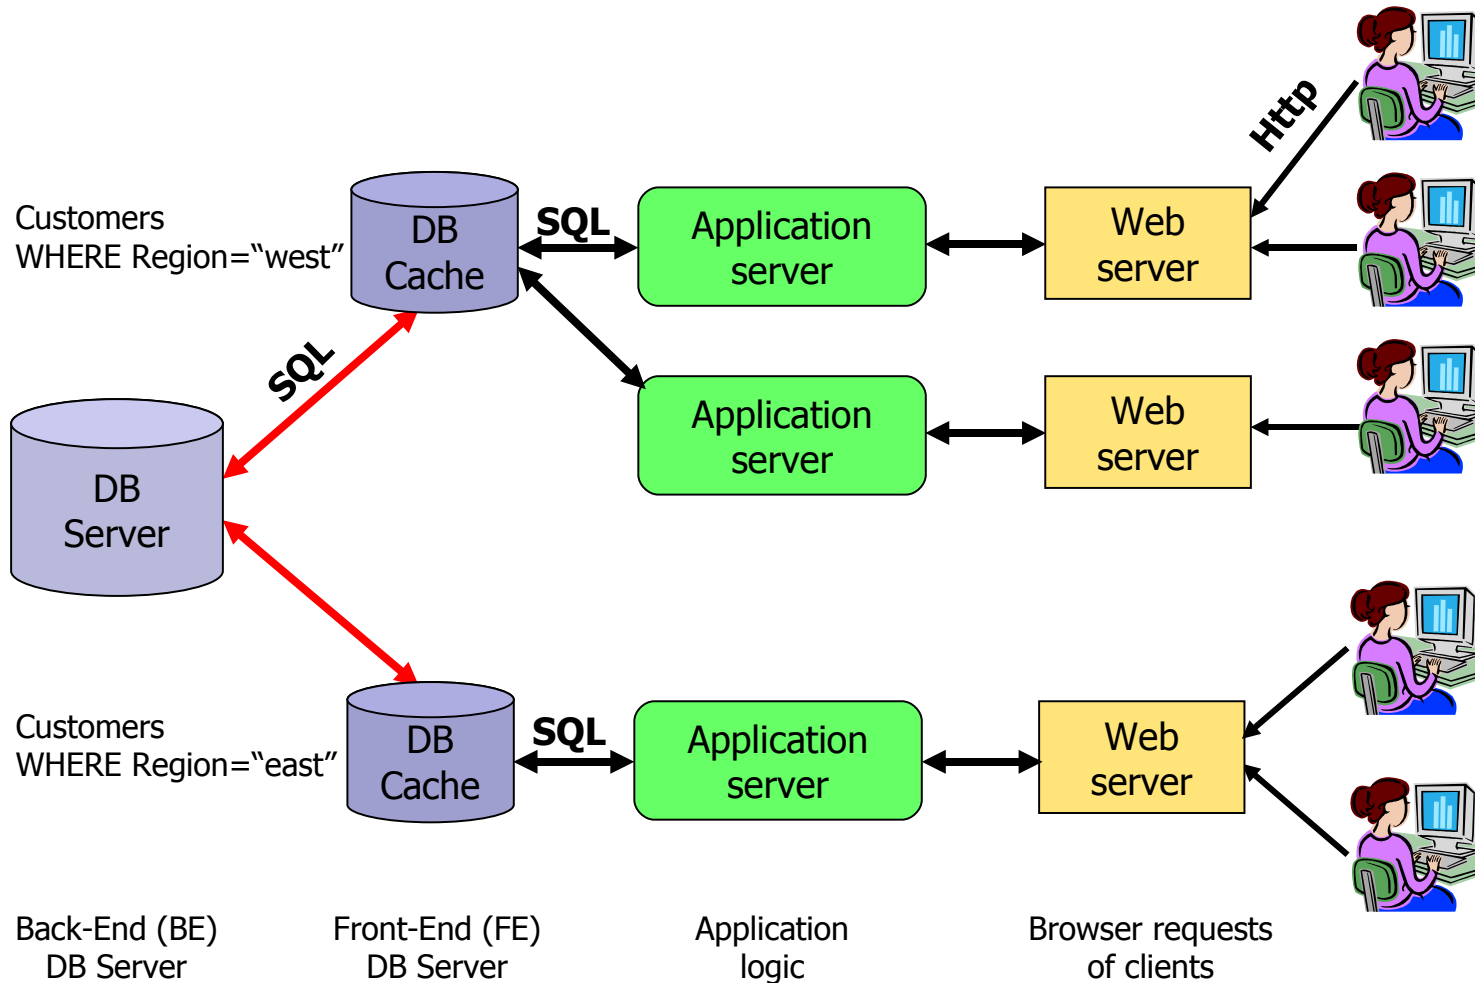 Http
Customers
WHERE Region=“west”
DB
Cache
SQL
Application
server
Web
server
SQL
Application
server
Web
server
DB
Server
Customers
WHERE Region=“east”
DB
Cache
SQL
Application
server
Web
server
Back-End (BE)
DB Server
Front-End (FE)
DB Server
Application
logic
Browser requests
of clients